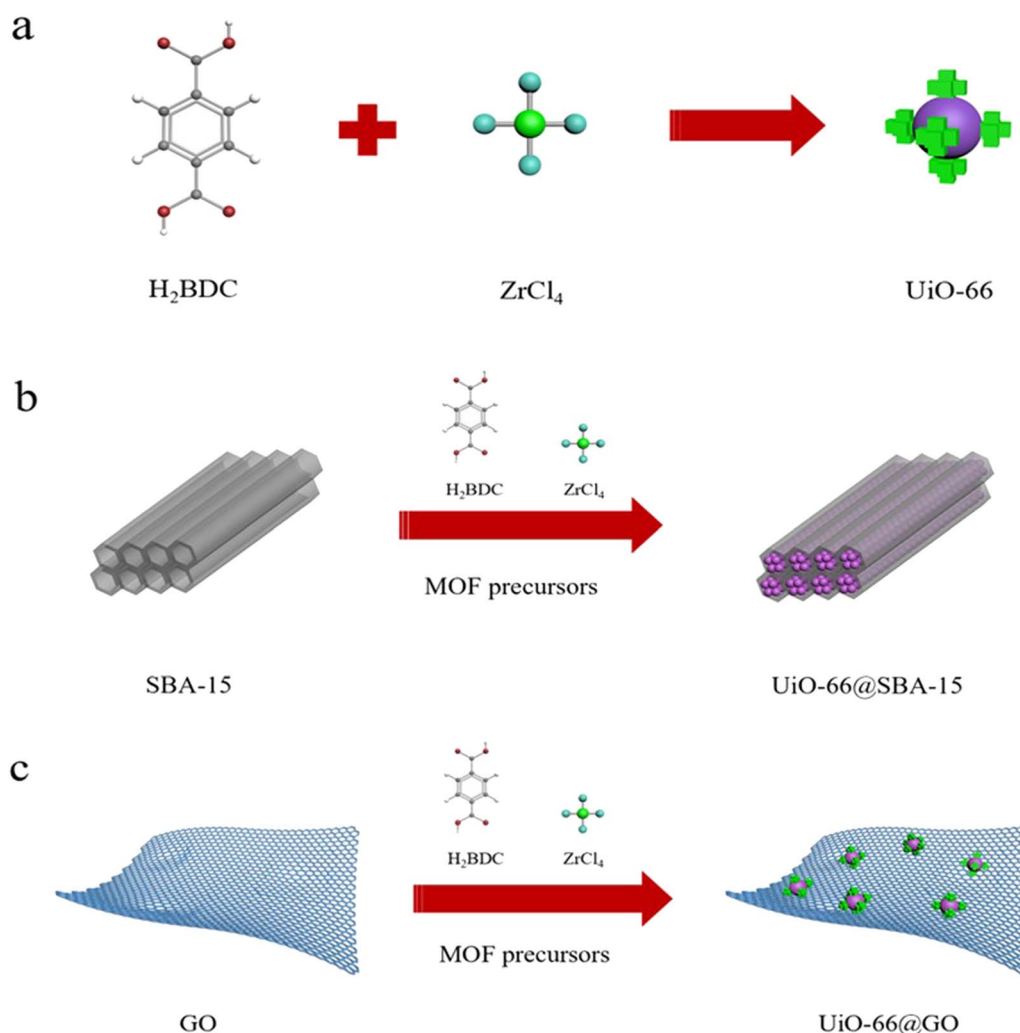 a
H₂BDC
ZrCl₄
UiO-66
b
H₂BDC
ZrCl₄
MOF precursors
SBA-15
UiO-66@SBA-15
c
H₂BDC
ZrCl₄
MOF precursors
GO
UiO-66@GO